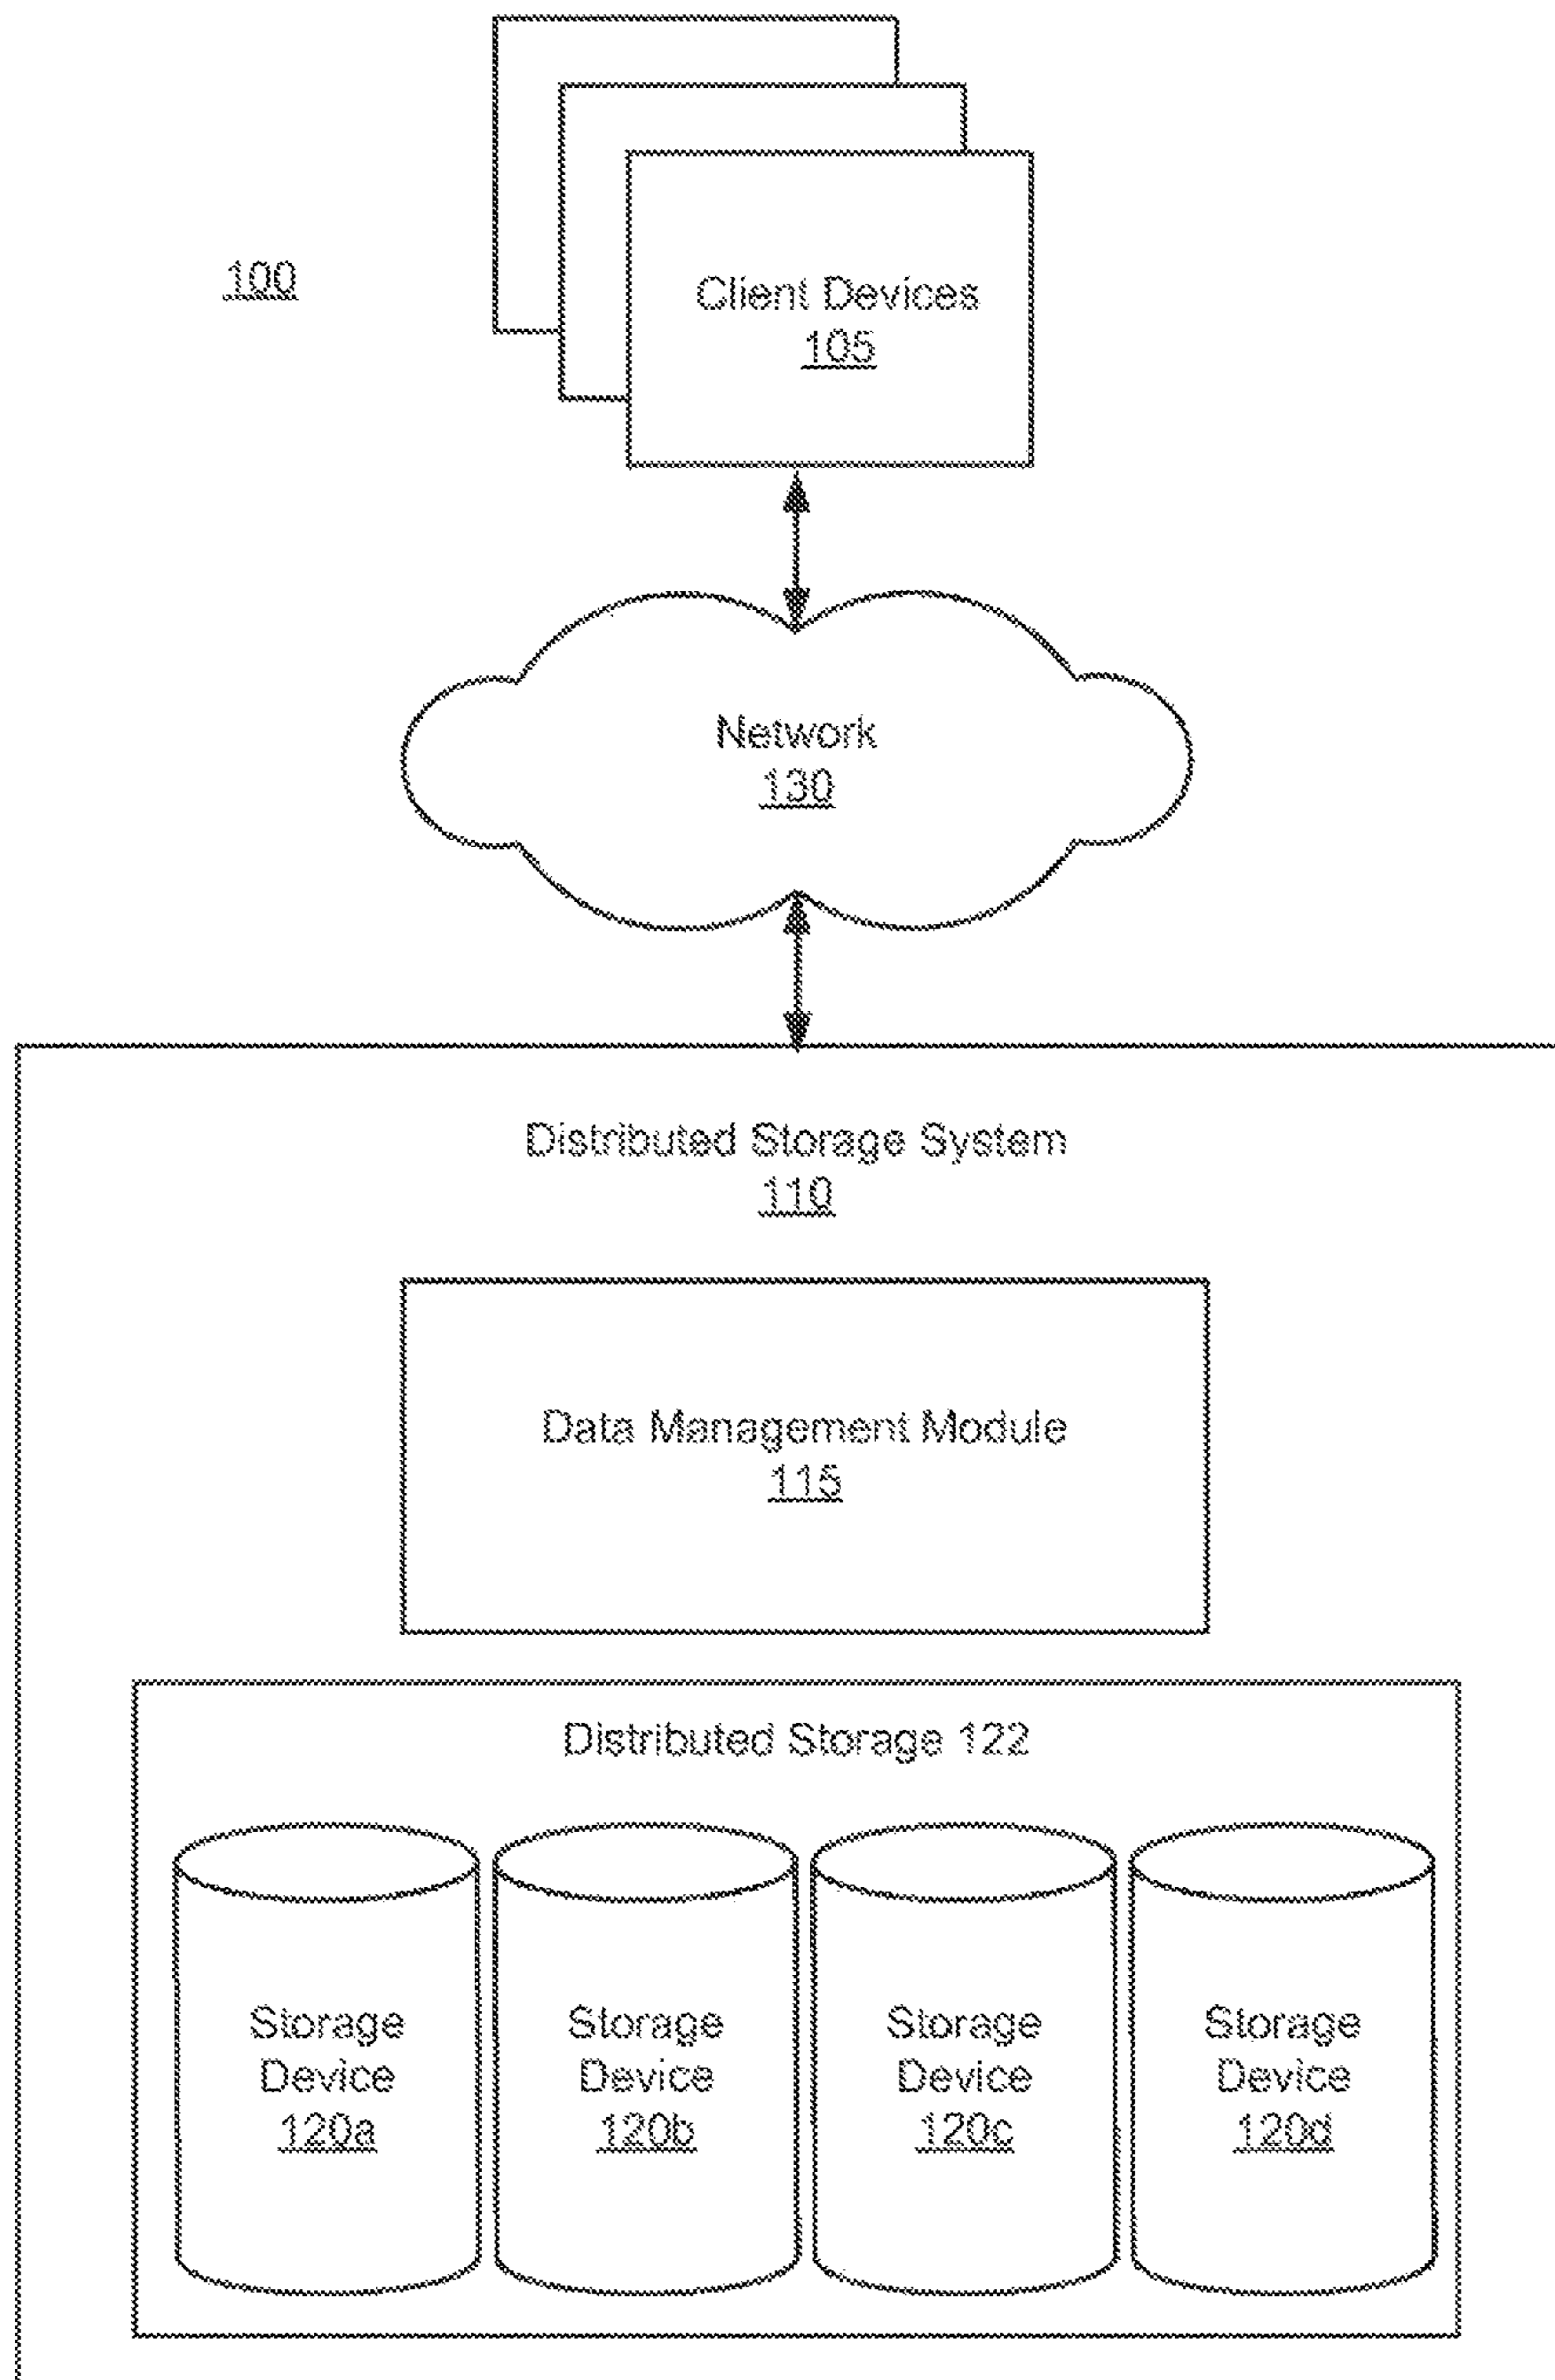 100
Client Devices
105
Network
130
Distributed Storage System
110
Data Management Module
115
Distributed Storage 122
Storage
Device
120a
Storage
Device
120b
Storage
Device
120c
Storage
Device
120d